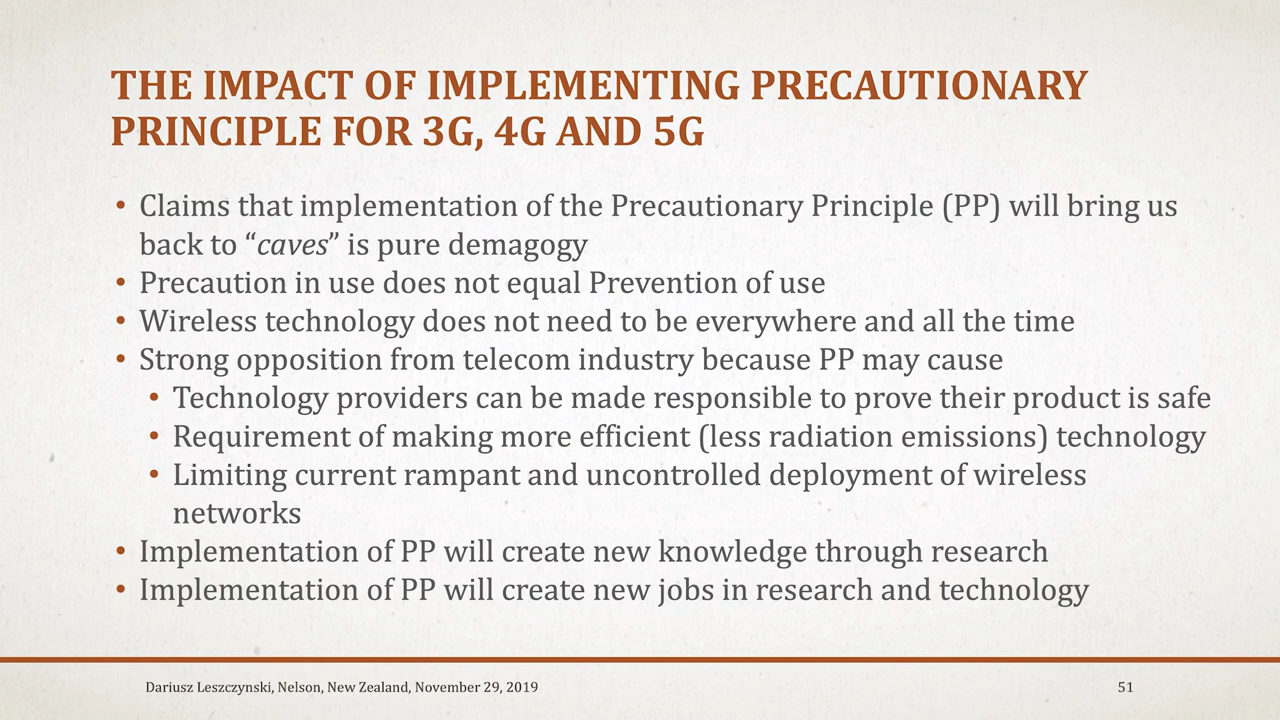 THE IMPACT OF IMPLEMENTING PRECAUTIONARY
PRINCIPLE FOR 3G, 4G AND 5G
• Claims that implementation of the Precautionary Principle (PP) will bring us
back to “caves” is pure demagogy
• Precaution in use does not equal Prevention of use
• Wireless technology does not need to be everywhere and all the time
• Strong opposition from telecom industry because PP may cause
• Technology providers can be made responsible to prove their product is safe
• Requirement of making more efficient (less radiation emissions) technology
• Limiting current rampant and uncontrolled deployment of wireless
networks
• Implementation of PP will create new knowledge through research
• Implementation of PP will create new jobs in research and technology
Dariusz Leszczynski, Nelson, New Zealand, November 29, 2019 51